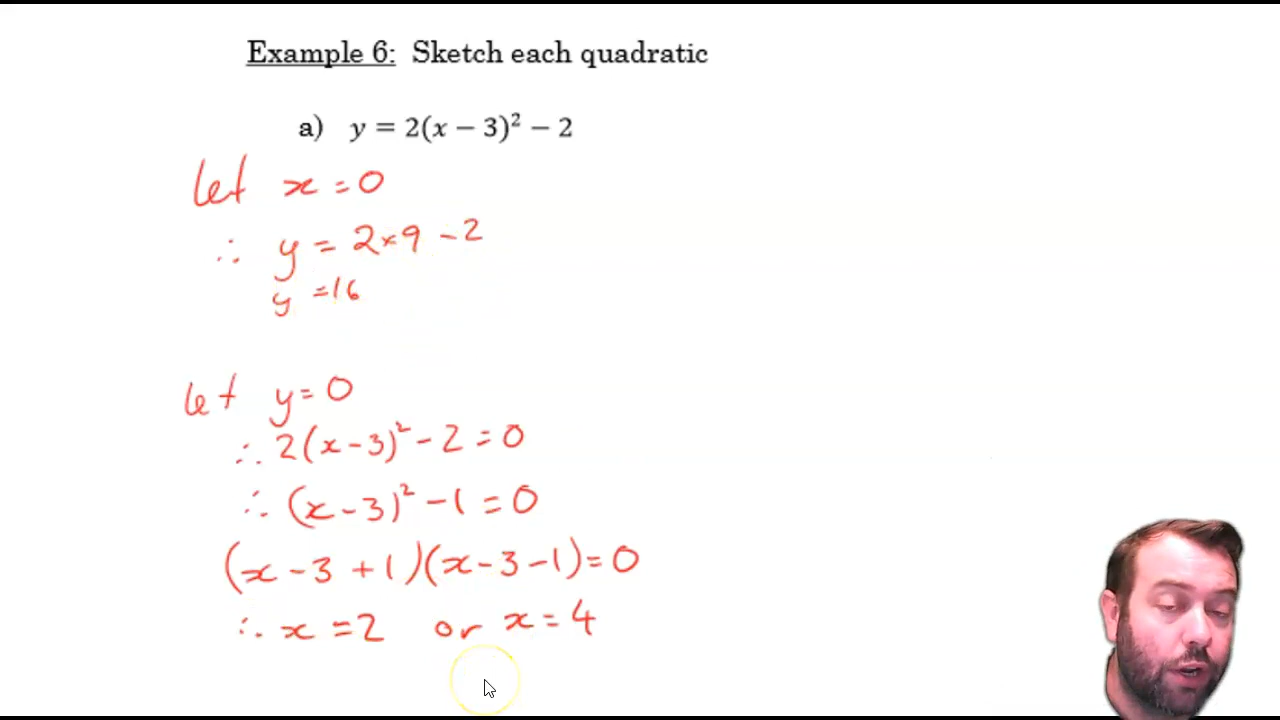 Example 6: Sketch each quadratic
a) y = 2(x − 3)² − 2
let x = 0
∴ y = 2×9 − 2
y = 16
let y = 0
∴ 2(x − 3)² − 2 = 0
∴ (x − 3)² − 1 = 0
(x − 3 + 1)(x − 3 − 1) = 0
∴ x = 2 or x = 4